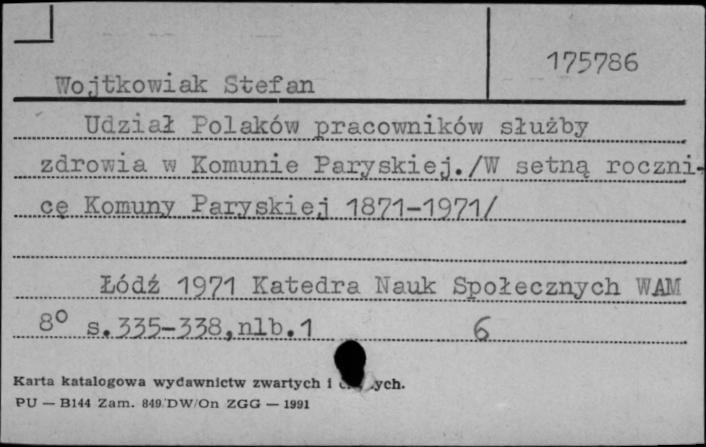 175786
Wojtkowiak Stefan
Udział Polaków pracowników służby
zdrowia w Komunie Paryskiej./W setną roczni-
cę Komuny Paryskiej 1871-1971/
Łódź 1971 Katedra Nauk Społecznych WAM
8° s.335-338,nlb.1 6
Karta katalogowa wydawnictw zwartych i
PU — B144 Zam. 849/DW/On ZGG — 1991